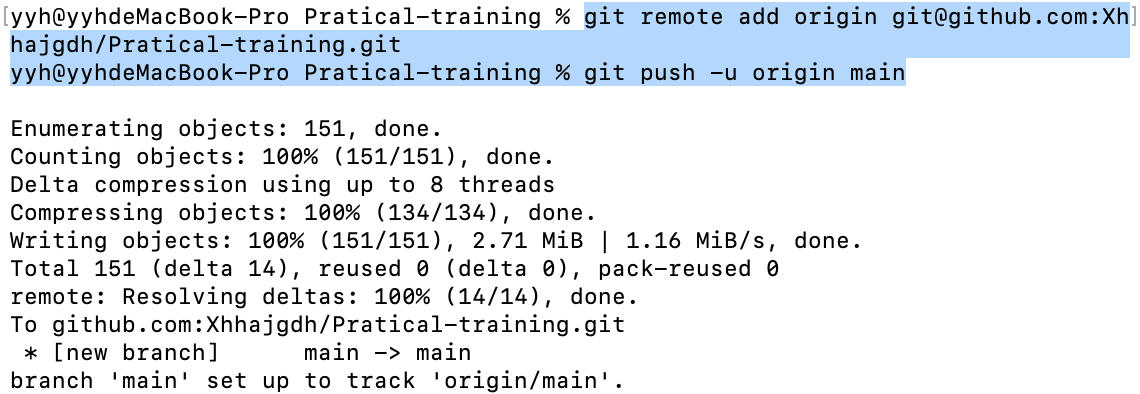 [yyh@yyhdeMacBook-Pro Pratical-training % git remote add origin git@github.com:Xh]
hajgdh/Pratical-training.git
yyh@yyhdeMacBook-Pro Pratical-training % git push -u origin main
Enumerating objects: 151, done.
Counting objects: 100% (151/151), done.
Delta compression using up to 8 threads
Compressing objects: 100% (134/134), done.
Writing objects: 100% (151/151), 2.71 MiB | 1.16 MiB/s, done.
Total 151 (delta 14), reused 0 (delta 0), pack-reused 0
remote: Resolving deltas: 100% (14/14), done.
To github.com:Xhhajgdh/Pratical-training.git
 * [new branch]      main -> main
branch 'main' set up to track 'origin/main'.